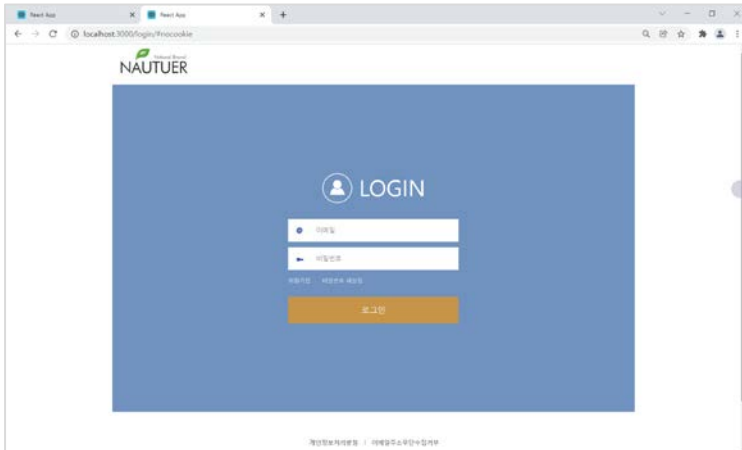 React App
React App
localhost:3000/login/#nocookie
Natural Brand
NAUTUER
LOGIN
이메일
비밀번호
회원가입 비밀번호 재설정
로그인
개인정보처리방침 | 이메일주소무단수집거부